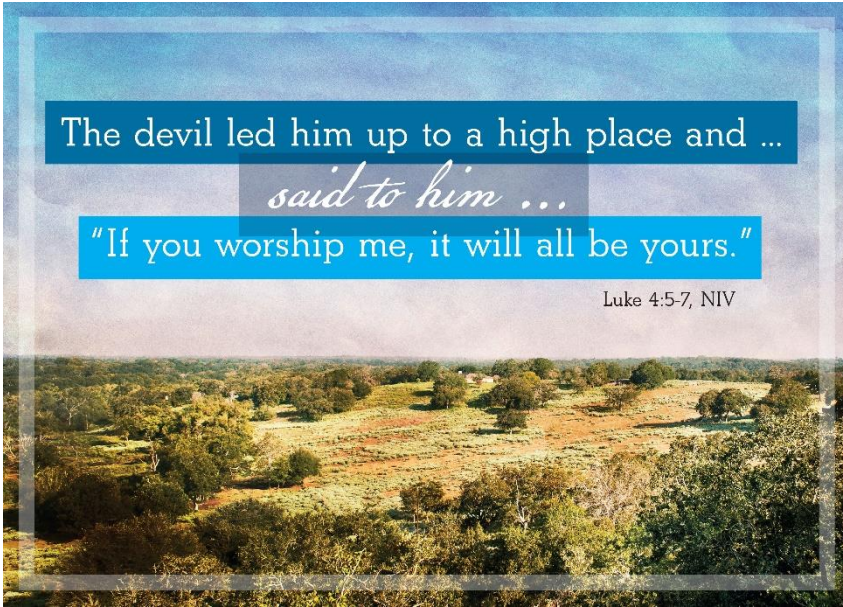 The devil led him up to a high place and ...
said to him ...
“If you worship me, it will all be yours.”
Luke 4:5-7, NIV